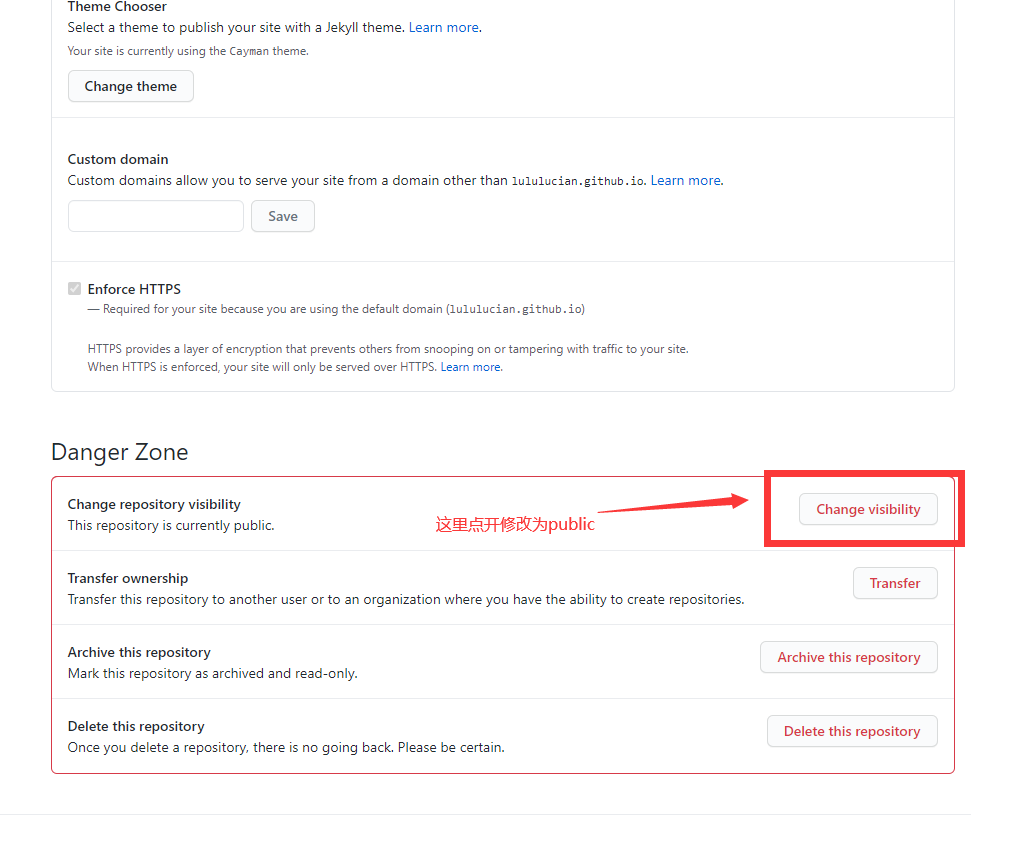 Theme Chooser
Select a theme to publish your site with a Jekyll theme. Learn more.
Your site is currently using the Cayman theme.
Change theme
Custom domain
Custom domains allow you to serve your site from a domain other than lululucian.github.io. Learn more.
Save
Enforce HTTPS
— Required for your site because you are using the default domain (lululucian.github.io)
HTTPS provides a layer of encryption that prevents others from snooping on or tampering with traffic to your site.
When HTTPS is enforced, your site will only be served over HTTPS. Learn more.
Danger Zone
Change repository visibility
This repository is currently public.
这里点开修改为public
Change visibility
Transfer ownership
Transfer this repository to another user or to an organization where you have the ability to create repositories.
Transfer
Archive this repository
Mark this repository as archived and read-only.
Archive this repository
Delete this repository
Once you delete a repository, there is no going back. Please be certain.
Delete this repository